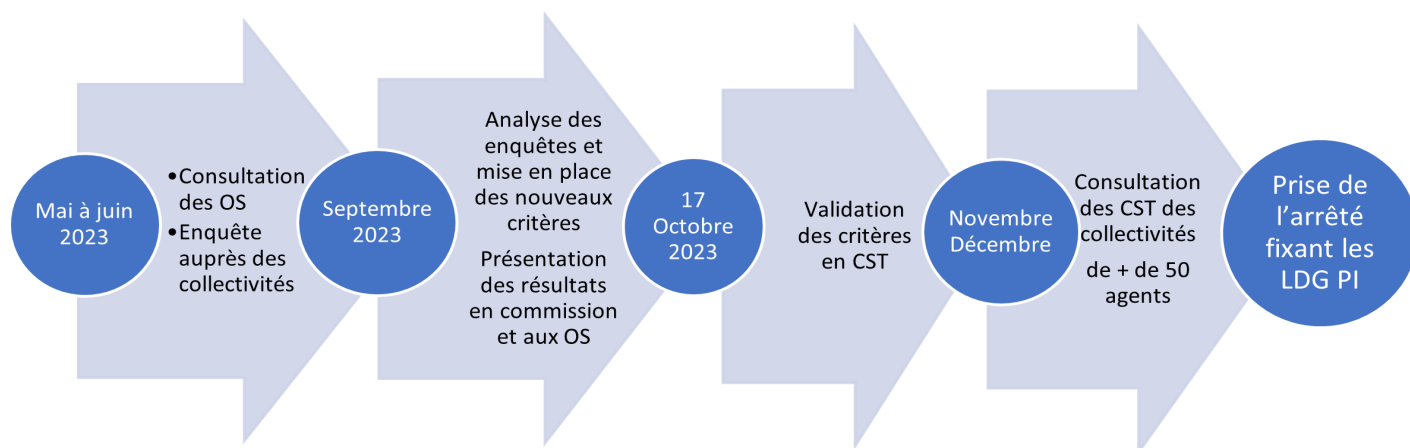 Mai à juin
2023
•Consultation
des OS
•Enquête
auprès des
collectivités
Septembre
2023
Analyse des
enquêtes et
mise en place
des nouveaux
critères
Présentation
des résultats
en commission
et aux OS
17
Octobre
2023
Validation
des critères
en CST
Novembre
Décembre
Consultation
des CST des
collectivités
de + de 50
agents
Prise de
l’arrêté
fixant les
LDG PI